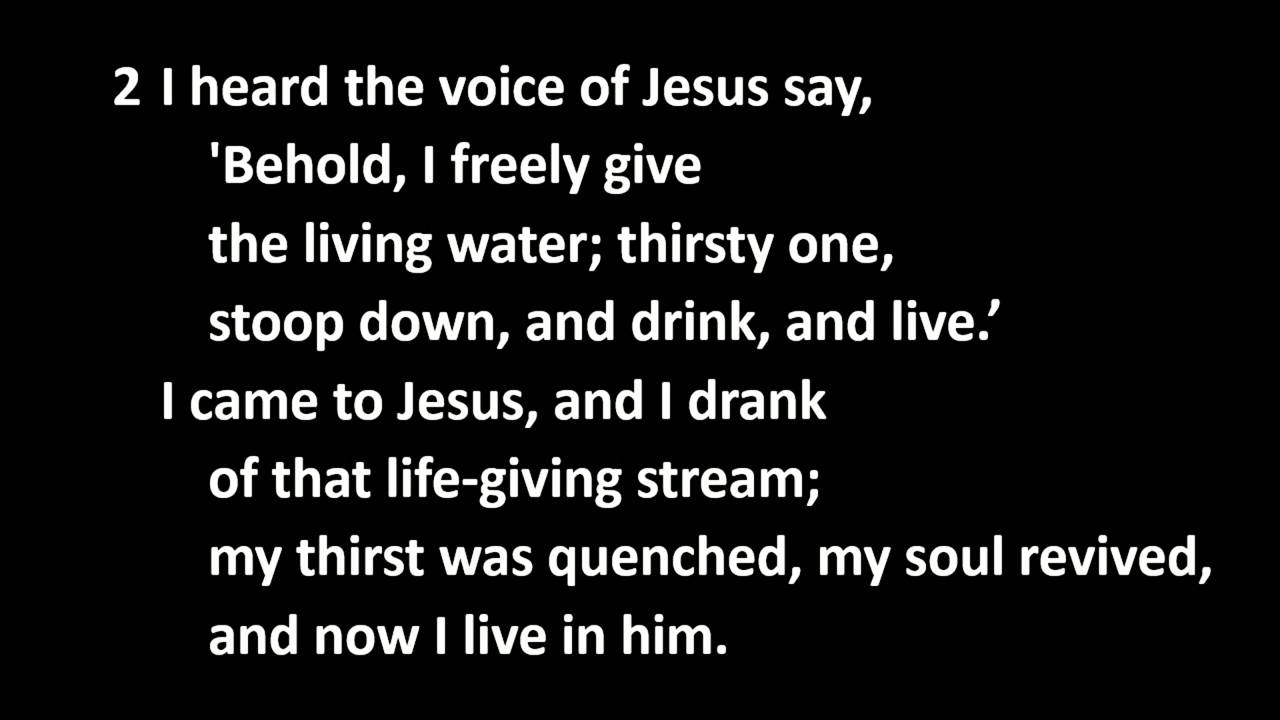 2 I heard the voice of Jesus say,
'Behold, I freely give
the living water; thirsty one,
stoop down, and drink, and live.’
I came to Jesus, and I drank
of that life-giving stream;
my thirst was quenched, my soul revived,
and now I live in him.